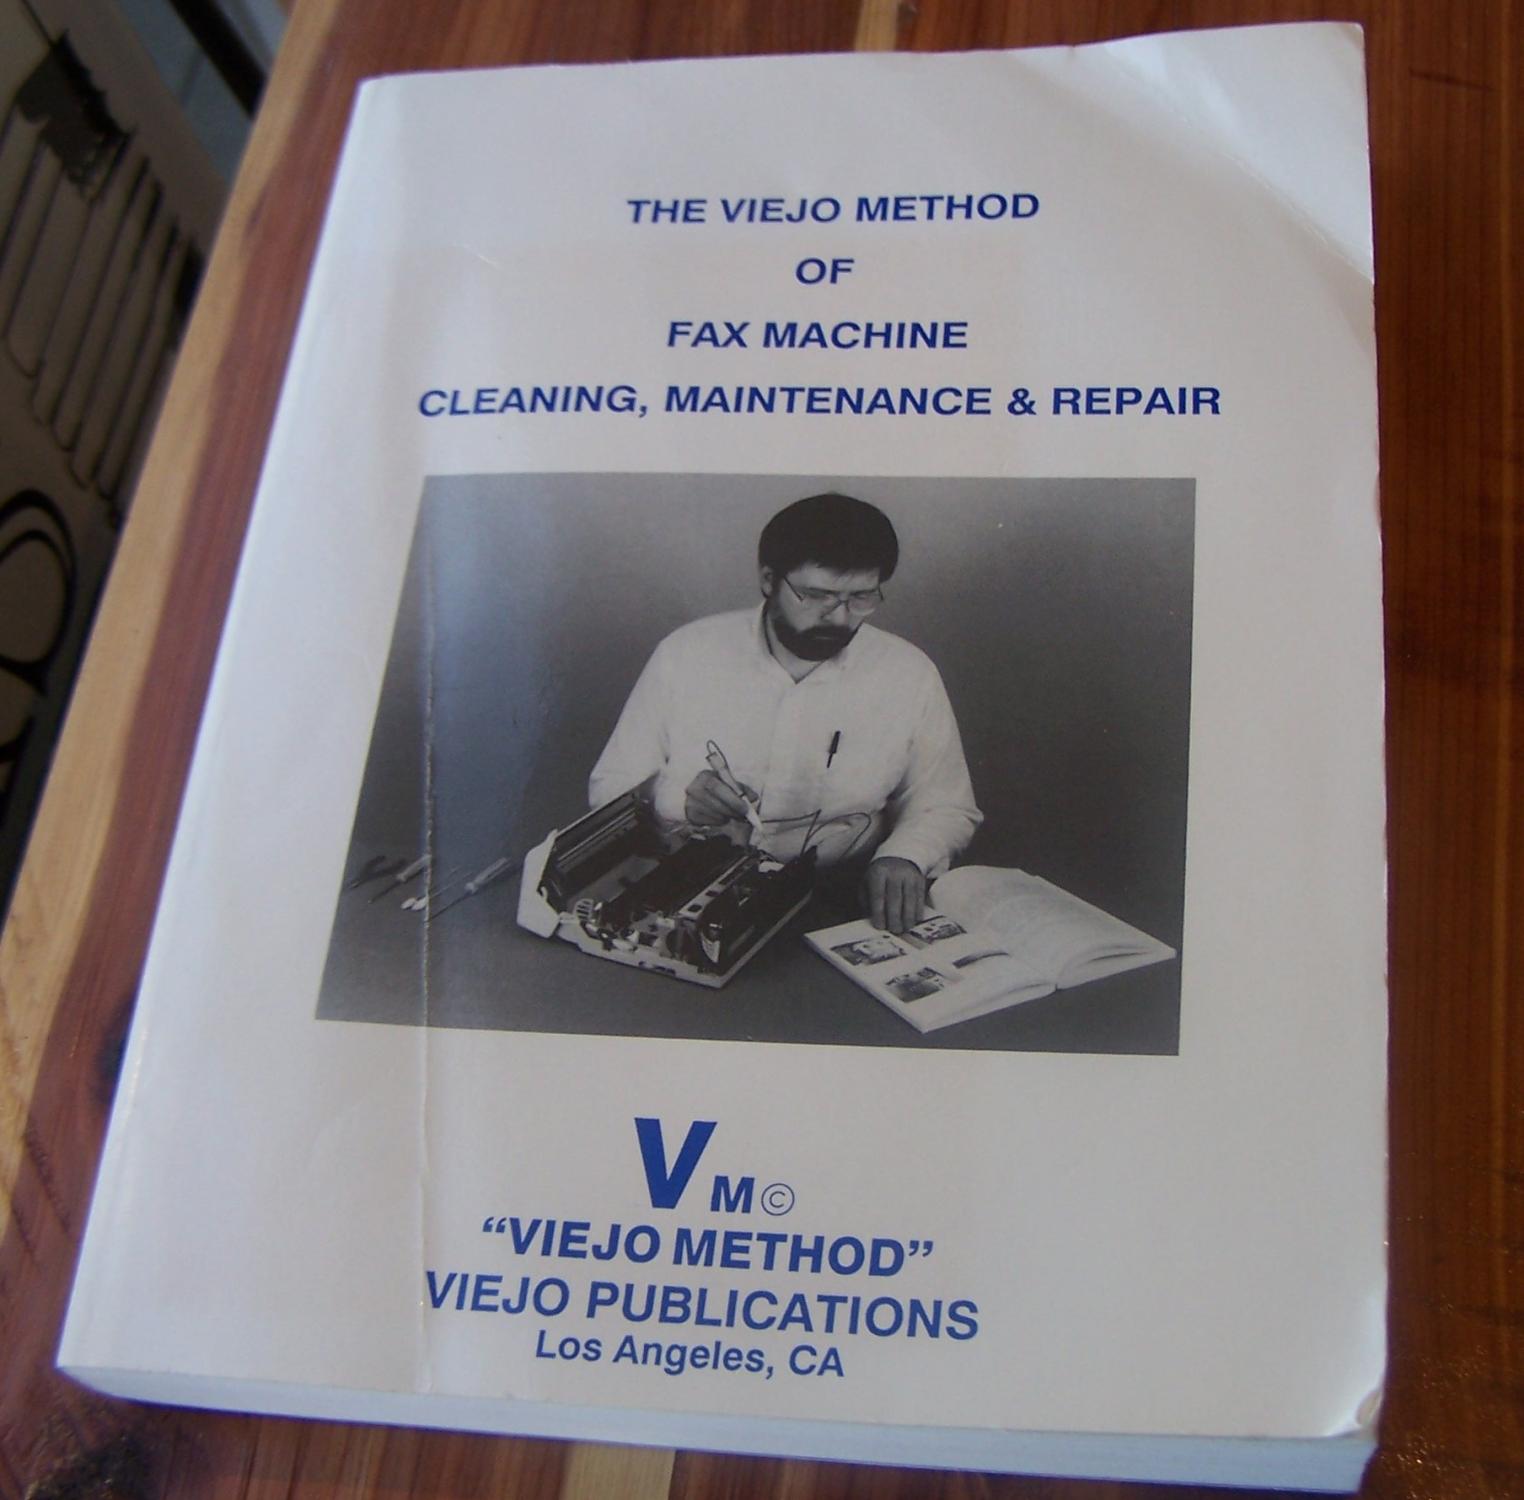 THE VIEJO METHOD
OF
FAX MACHINE
CLEANING, MAINTENANCE & REPAIR
VM©
“VIEJO METHOD”
VIEJO PUBLICATIONS
Los Angeles, CA